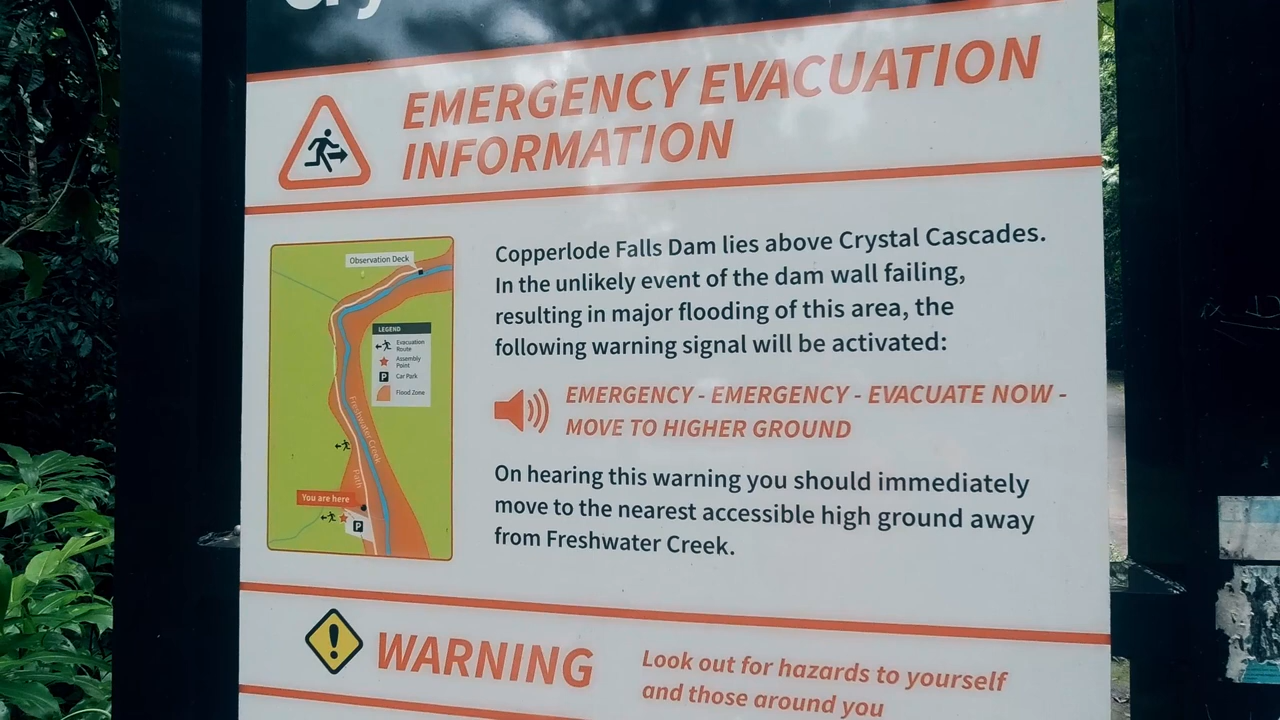 EMERGENCY EVACUATION
INFORMATION
Observation Deck
LEGEND
Evacuation
Route
Assembly
Point
P
Car Park
Flood Zone
Freshwater Creek
Path
You are here
P
Copperlode Falls Dam lies above Crystal Cascades.
In the unlikely event of the dam wall failing,
resulting in major flooding of this area, the
following warning signal will be activated:
EMERGENCY - EMERGENCY - EVACUATE NOW -
MOVE TO HIGHER GROUND
On hearing this warning you should immediately
move to the nearest accessible high ground away
from Freshwater Creek.
WARNING
Look out for hazards to yourself
and those around you